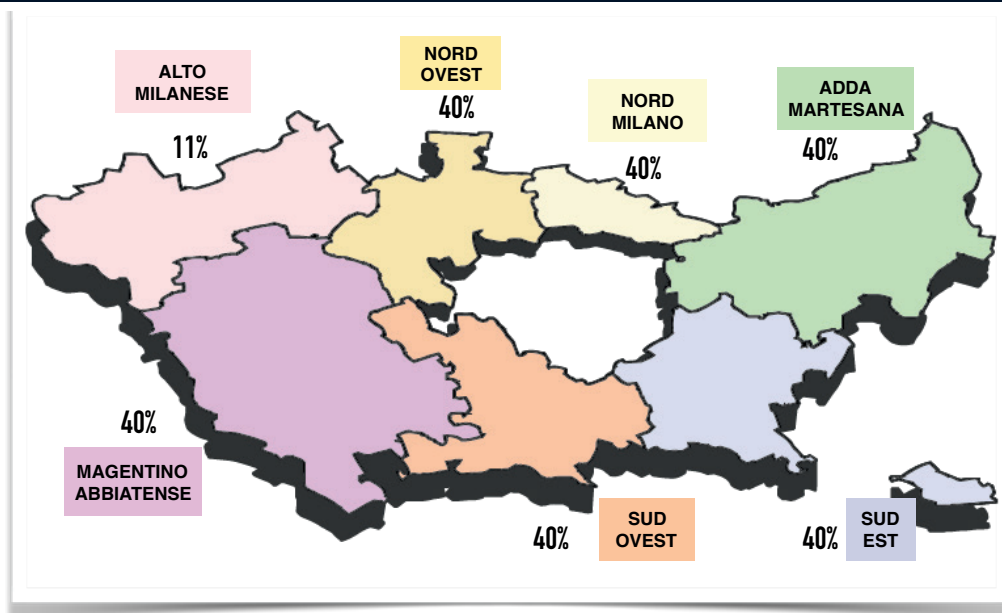 ALTO
MILANESE
11%
NORD
OVEST
40%
NORD
MILANO
40%
ADDA
MARTESANA
40%
40%
MAGENTINO
ABBIATENSE
40%
SUD
OVEST
40%
SUD
EST